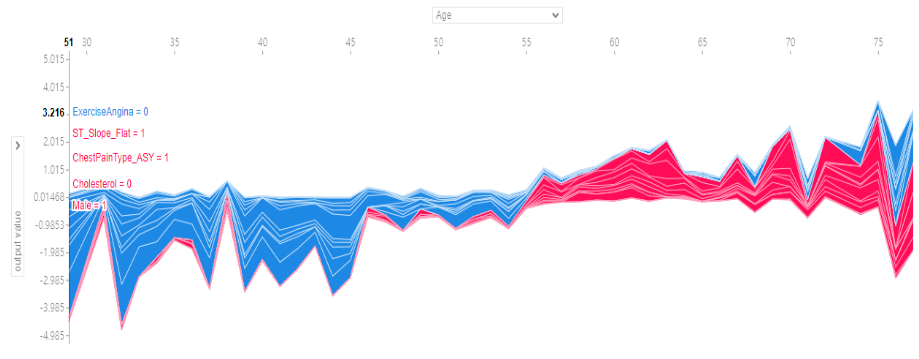 Age
51 30 35 40 45 50 55 60 65 70 75
5.015
4.015
3.216
ExerciseAngina = 0
ST_Slope_Flat = 1
2.015
ChestPainType_ASY = 1
1.015
Cholesterol = 0
0.01468
Male = 1
-0.9853
-1.985
-2.985
-3.985
-4.985
output value